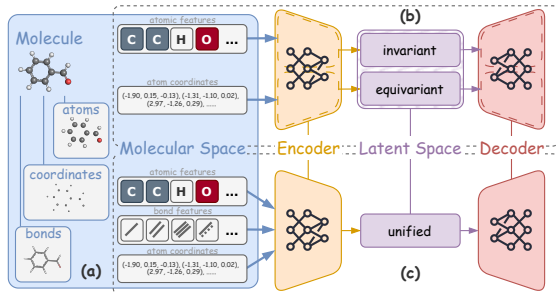 Molecule
atoms
coordinates
bonds
(a)
atomic features
C C H O ...
atom coordinates
(-1.90, 0.15, -0.13), (-1.31, -1.10, 0.02),
(2.97, -1.26, 0.29), ......
(b)
invariant
equivariant
Molecular Space
Encoder
Latent Space
Decoder
atomic features
C C H O ...
bond features
...
atom coordinates
(-1.90, 0.15, -0.13), (-1.31, -1.10, 0.02),
(2.97, -1.26, 0.29), ......
unified
(c)